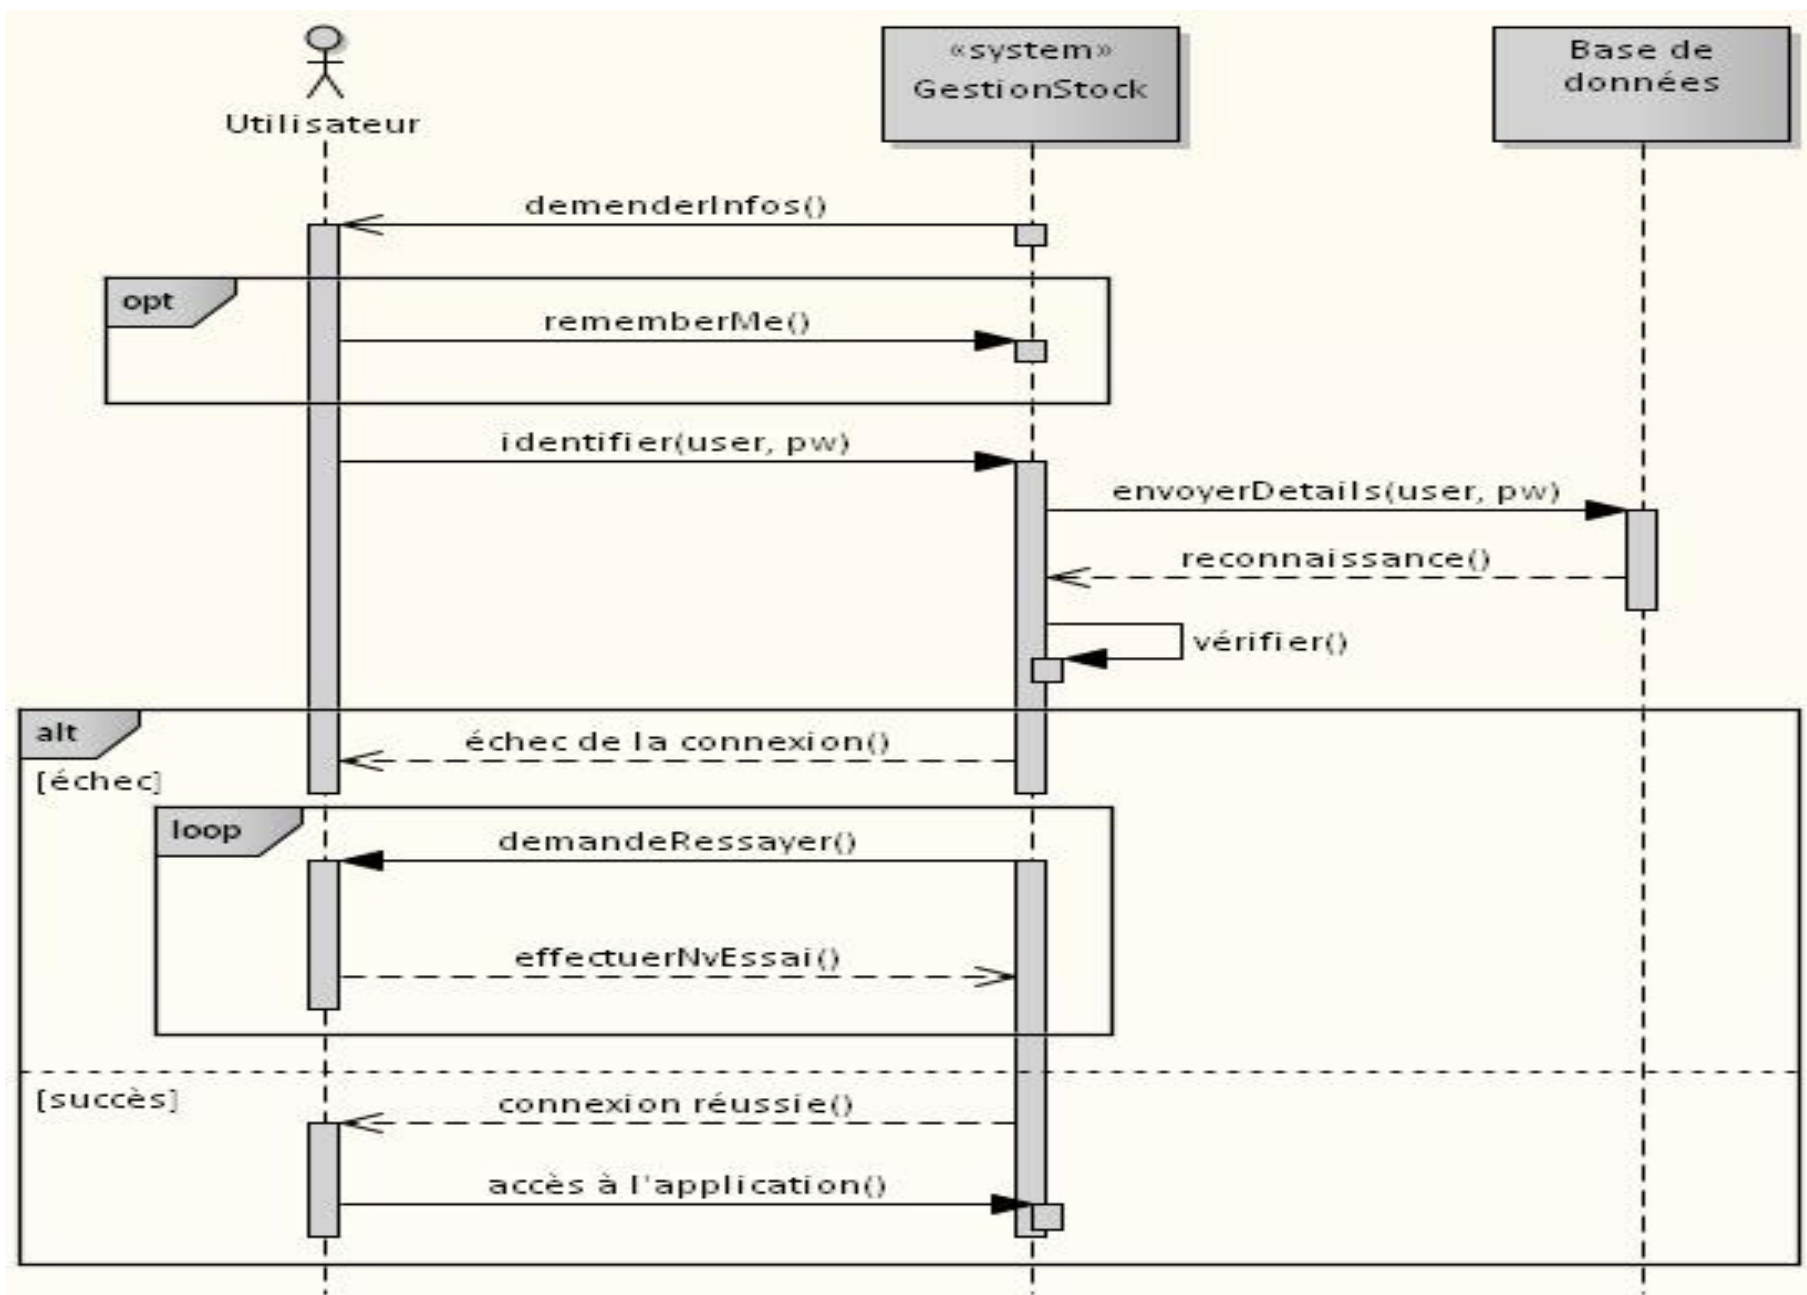 Utilisateur
«system»
GestionStock
Base de
données
demenderInfos()
opt
rememberMe()
identifier(user, pw)
envoyerDetails(user, pw)
reconnaissance()
vérifier()
alt
échec de la connexion()
[échec]
loop
demandeRessayer()
effectuerNvEssai()
[succès]
connexion réussie()
accès à l'application()